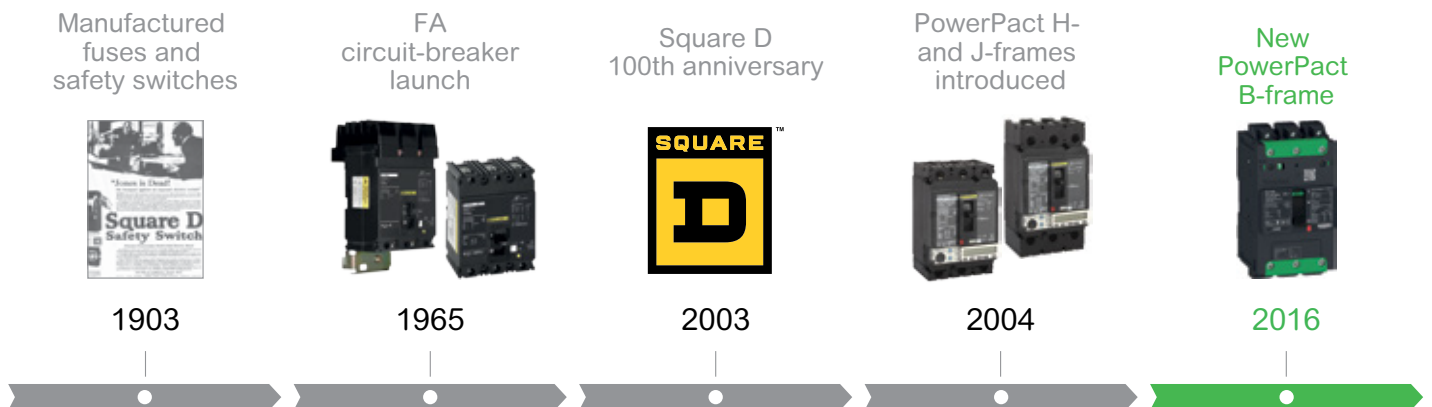 Manufactured
fuses and
safety switches
"Jones is Dead!
Square D
Safety Switch
1903
FA
circuit-breaker
launch
1965
Square D
100th anniversary
SQUARE
™
D
2003
PowerPact H-
and J-frames
introduced
2004
New
PowerPact
B-frame
2016